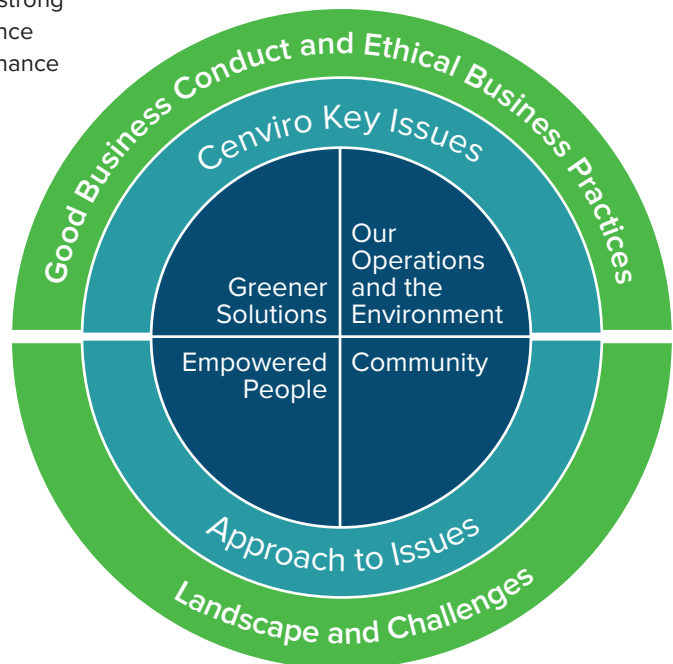 strong
Good Business Conduct and Ethical Business Practices
Cenviro Key Issues
Greener
Solutions
Our
Operations
and the
Environment
Empowered
People
Community
Approach to Issues
Landscape and Challenges